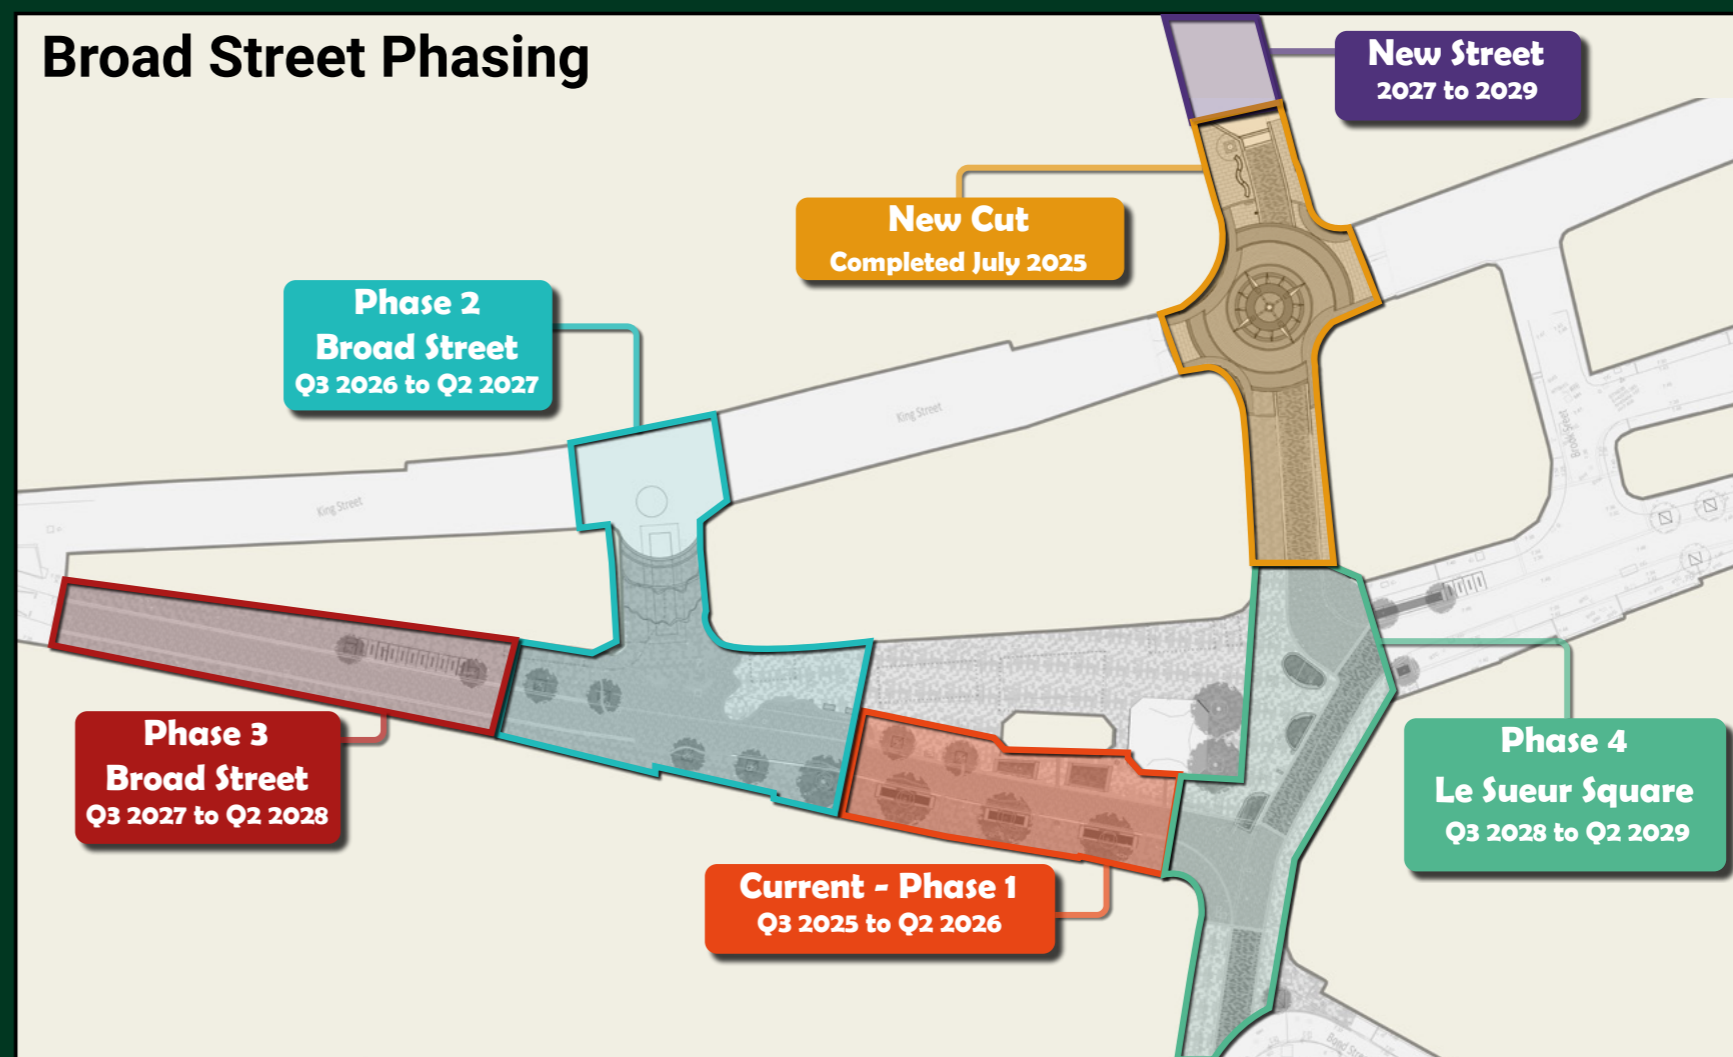 Broad Street Phasing
New Street
2027 to 2029
New Cut
Completed July 2025
Phase 2
Broad Street
Q3 2026 to Q2 2027
King Street
King Street
Brook Street
Phase 3
Broad Street
Q3 2027 to Q2 2028
Phase 4
Le Sueur Square
Q3 2028 to Q2 2029
Current - Phase 1
Q3 2025 to Q2 2026